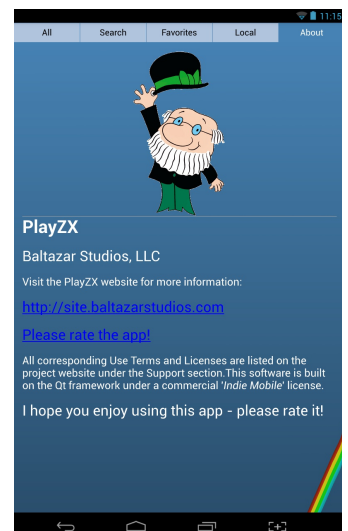 11:15
All Search Favorites Local About
PlayZX
Baltazar Studios, LLC
Visit the PlayZX website for more information:
http://site.baltazarstudios.com
Please rate the app!
All corresponding Use Terms and Licenses are listed on the
project website under the Support section.This software is built
on the Qt framework under a commercial 'Indie Mobile' license.
I hope you enjoy using this app - please rate it!